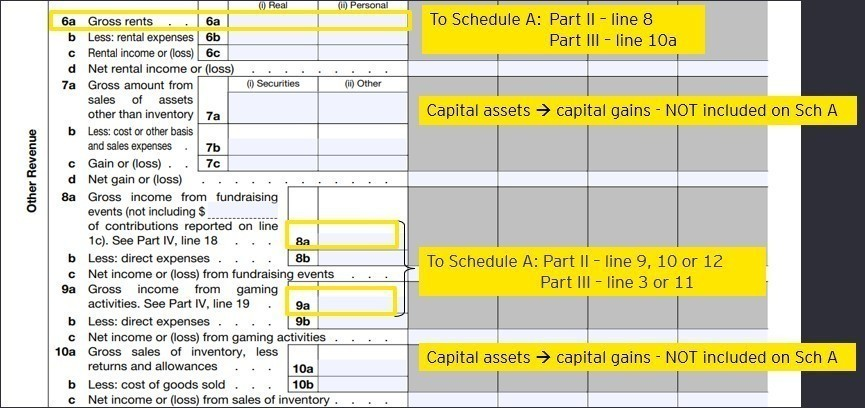 (i) Real (ii) Personal
6a Gross rents . . 6a
To Schedule A: Part II – line 8
b Less: rental expenses 6b
Part III – line 10a
c Rental income or (loss) 6c
d Net rental income or (loss) . . . . . . . . .
7a Gross amount from
(i) Securities (ii) Other
sales of assets
other than inventory 7a
Capital assets → capital gains - NOT included on Sch A
b Less: cost or other basis
and sales expenses . 7b
c Gain or (loss) . . 7c
d Net gain or (loss) . . . . . . . . . . . .
Other Revenue
8a Gross income from fundraising
events (not including $
of contributions reported on line
1c). See Part IV, line 18 . . . 8a
b Less: direct expenses . . . . 8b
To Schedule A: Part II – line 9, 10 or 12
c Net income or (loss) from fundraising events . . . .
Part III – line 3 or 11
9a Gross income from gaming
activities. See Part IV, line 19 . 9a
b Less: direct expenses . . . . 9b
c Net income or (loss) from gaming activities . . . . .
10a Gross sales of inventory, less
returns and allowances . . . 10a
Capital assets → capital gains - NOT included on Sch A
b Less: cost of goods sold . . . 10b
c Net income or (loss) from sales of inventory . . . .